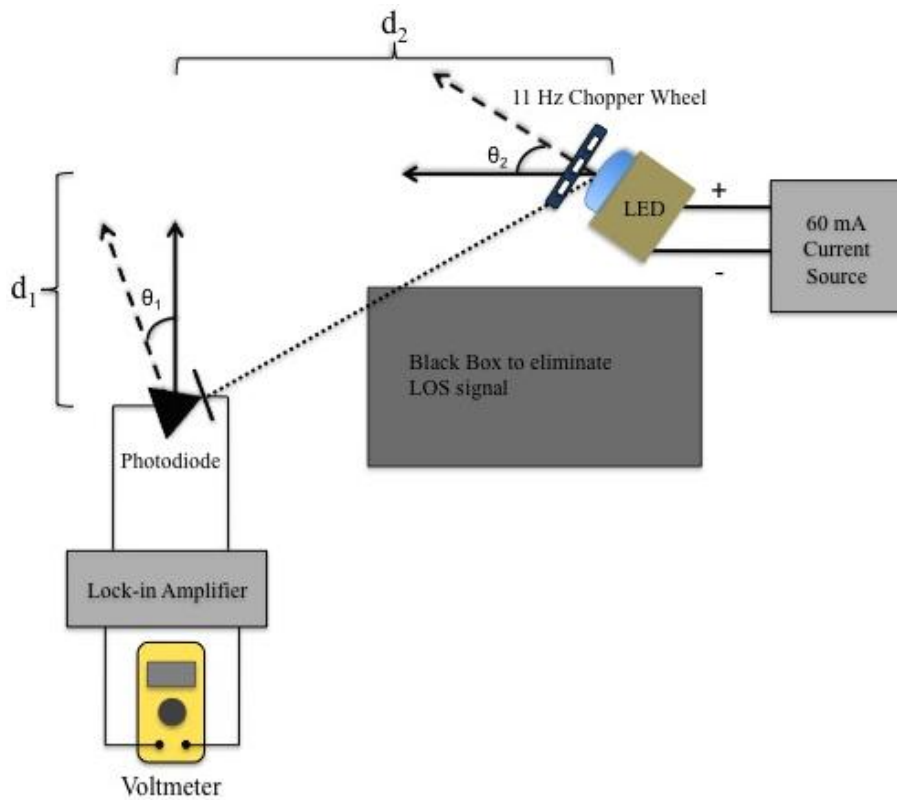 d₂
11 Hz Chopper Wheel
θ₂
LED
+
-
60 mA
Current
Source
d₁
θ₁
Black Box to eliminate
LOS signal
Photodiode
Lock-in Amplifier
Voltmeter